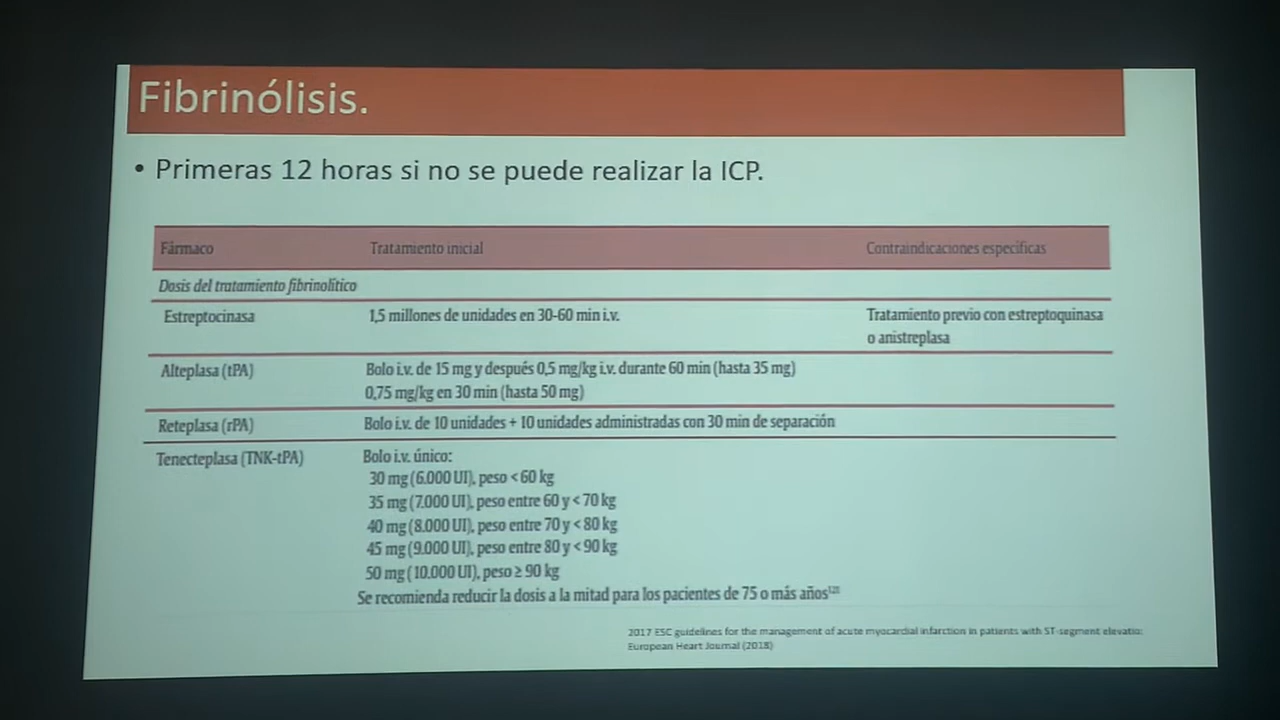 Fibrinólisis.
• Primeras 12 horas si no se puede realizar la ICP.
Fármaco Tratamiento inicial Contraindicaciones específicas
Dosis del tratamiento fibrinolítico
Estreptocinasa 1,5 millones de unidades en 30-60 min i.v. Tratamiento previo con estreptoquinasa
o anistreplasa
Alteplasa (tPA) Bolo i.v. de 15 mg y después 0,5 mg/kg i.v. durante 60 min (hasta 35 mg)
0,75 mg/kg en 30 min (hasta 50 mg)
Reteplasa (rPA) Bolo i.v. de 10 unidades + 10 unidades administradas con 30 min de separación
Tenecteplasa (TNK-tPA) Bolo i.v. único:
30 mg (6.000 UI), peso < 60 kg
35 mg (7.000 UI), peso entre 60 y < 70 kg
40 mg (8.000 UI), peso entre 70 y < 80 kg
45 mg (9.000 UI), peso entre 80 y < 90 kg
50 mg (10.000 UI), peso ≥ 90 kg
Se recomienda reducir la dosis a la mitad para los pacientes de 75 o más años
2017 ESC guidelines for the management of acute myocardial infarction in patients with ST-segment elevatio:
European Heart Journal (2018)